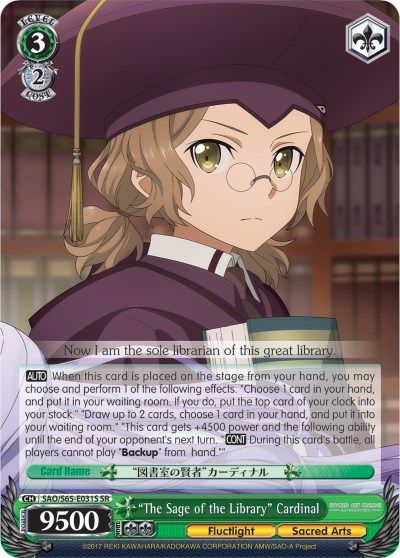 LEVEL
3
2
COST
Now I am the sole librarian of this great library.
AUTO When this card is placed on the stage from your hand, you may
choose and perform 1 of the following effects. "Choose 1 card in your hand,
and put it in your waiting room. If you do, put the top card of your clock into
your stock." "Draw up to 2 cards, choose 1 card in your hand, and put it into your
waiting room." "This card gets +4500 power and the following ability
until the end of your opponent's next turn. "CONT During this card's battle, all
players cannot play "Backup" from hand.""
Card Name
"図書室の賢者" カーディナル
CH SAO/S65-E031S SR
"The Sage of the Library" Cardinal
9500
Fluctlight
Sacred Arts
©2017 REKI KAWAHARA/KADOKAWA CORPORATION AMW/SAO-A Project